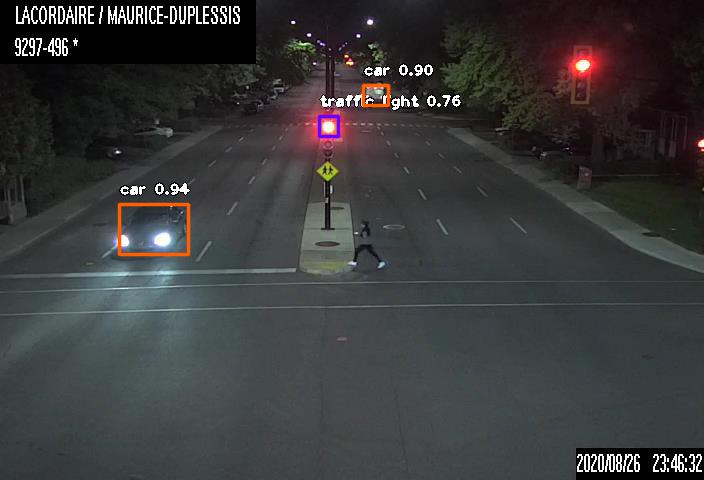 LACORDAIRE / MAURICE-DUPLESSIS
9297-496 *
car 0.90
traffic light 0.76
car 0.94
2020/08/26 23:46:32